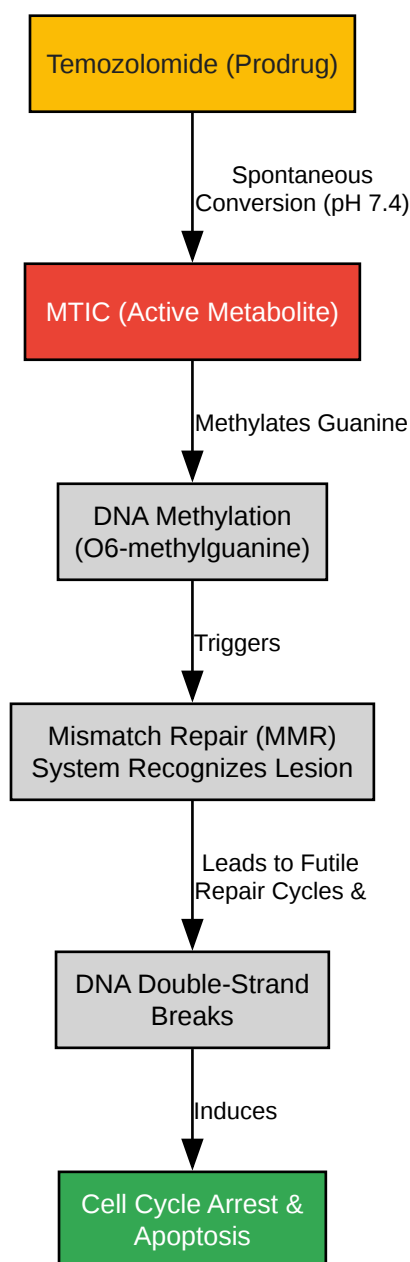 Temozolomide (Prodrug)
Spontaneous
Conversion (pH 7.4)
MTIC (Active Metabolite)
Methylates Guanine
DNA Methylation
(O6-methylguanine)
Triggers
Mismatch Repair (MMR)
System Recognizes Lesion
Leads to Futile
Repair Cycles &
DNA Double-Strand
Breaks
Induces
Cell Cycle Arrest &
Apoptosis